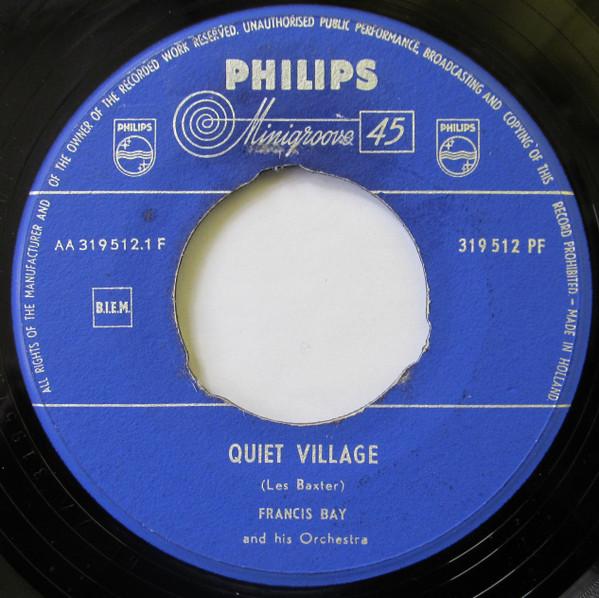 ALL RIGHTS OF THE MANUFACTURER AND OF THE OWNER OF THE RECORDED WORK RESERVED. UNAUTHORISED PUBLIC PERFORMANCE, BROADCASTING AND COPYING OF THIS RECORD PROHIBITED – MADE IN HOLLAND
PHILIPS
Minigroove 45
PHILIPS
PHILIPS
AA 319512.1 F
319 512 PF
B.I.E.M.
QUIET VILLAGE
(Les Baxter)
FRANCIS BAY
and his Orchestra